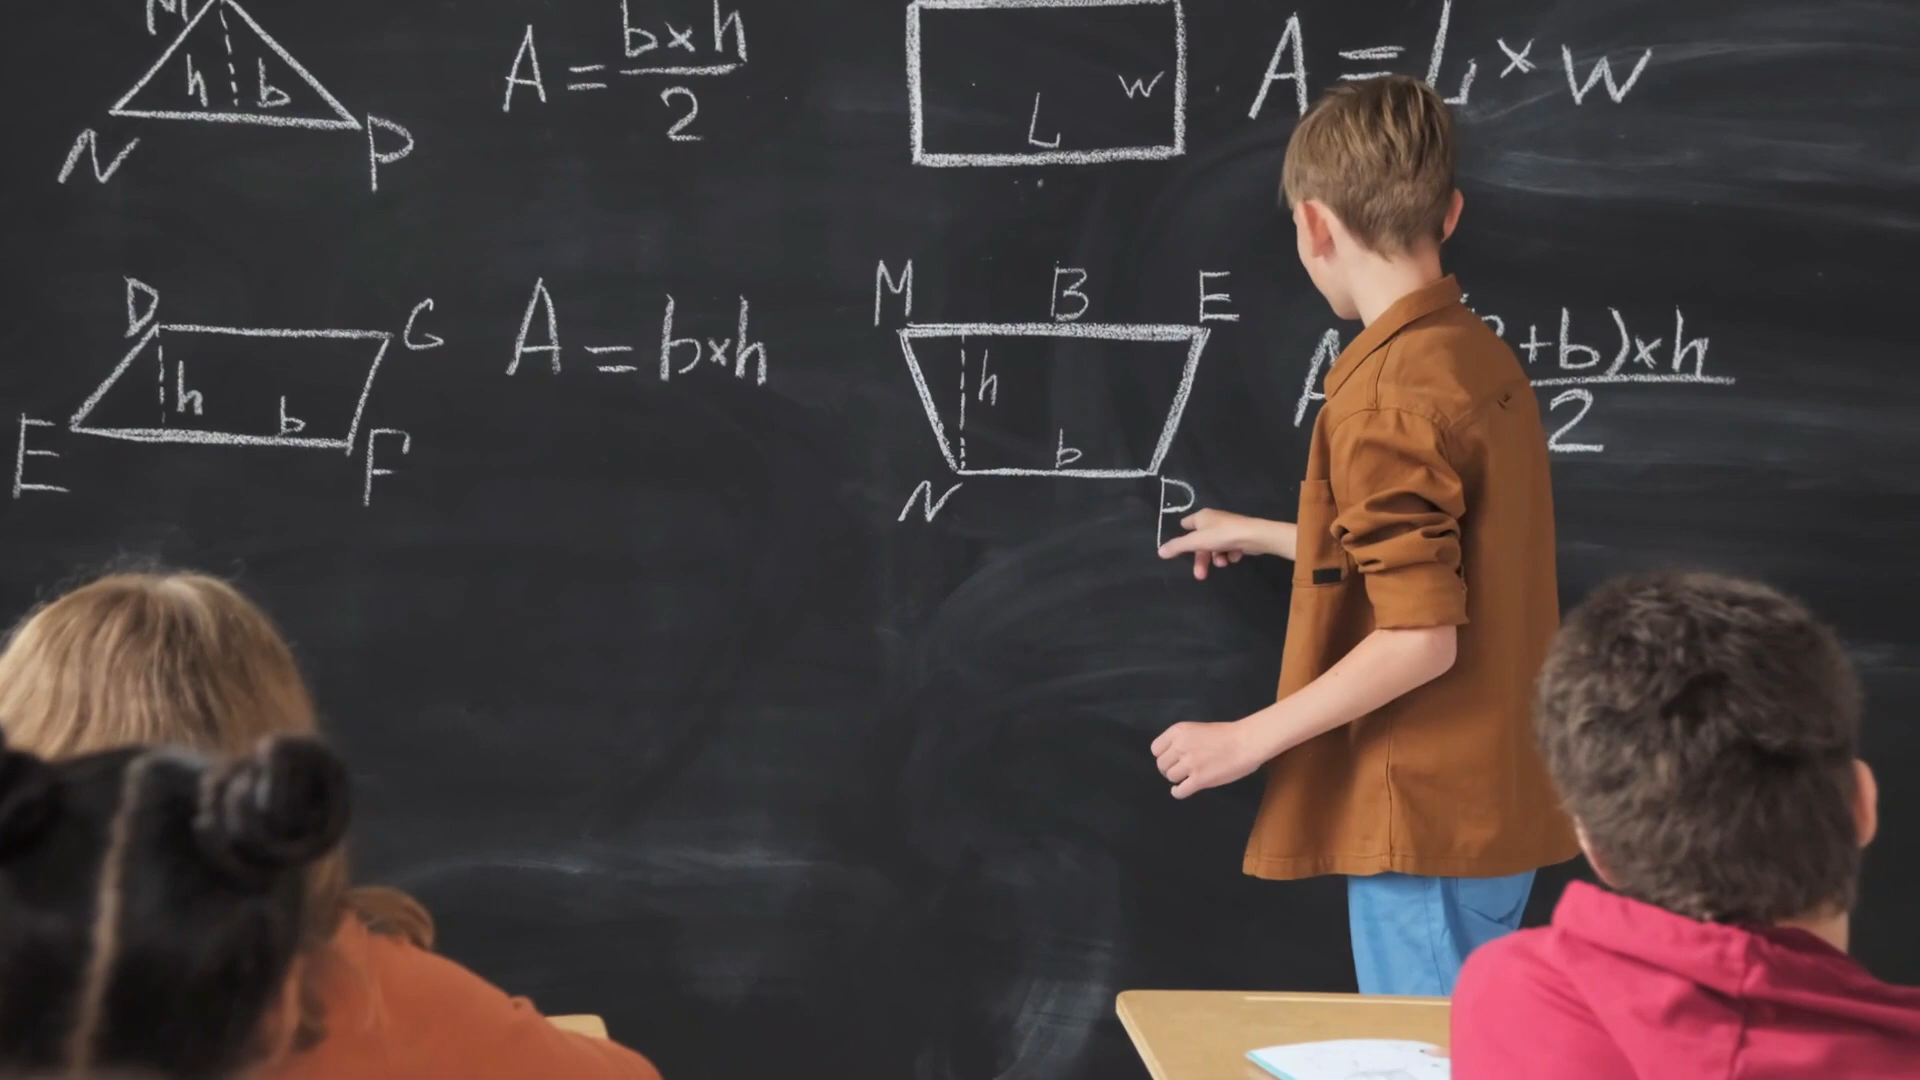 M
h b
N P
A = b×h / 2
L w
A = L × w
D G
h b
E F
A = b×h
M B E
h
b
N P
A +b)×h / 2